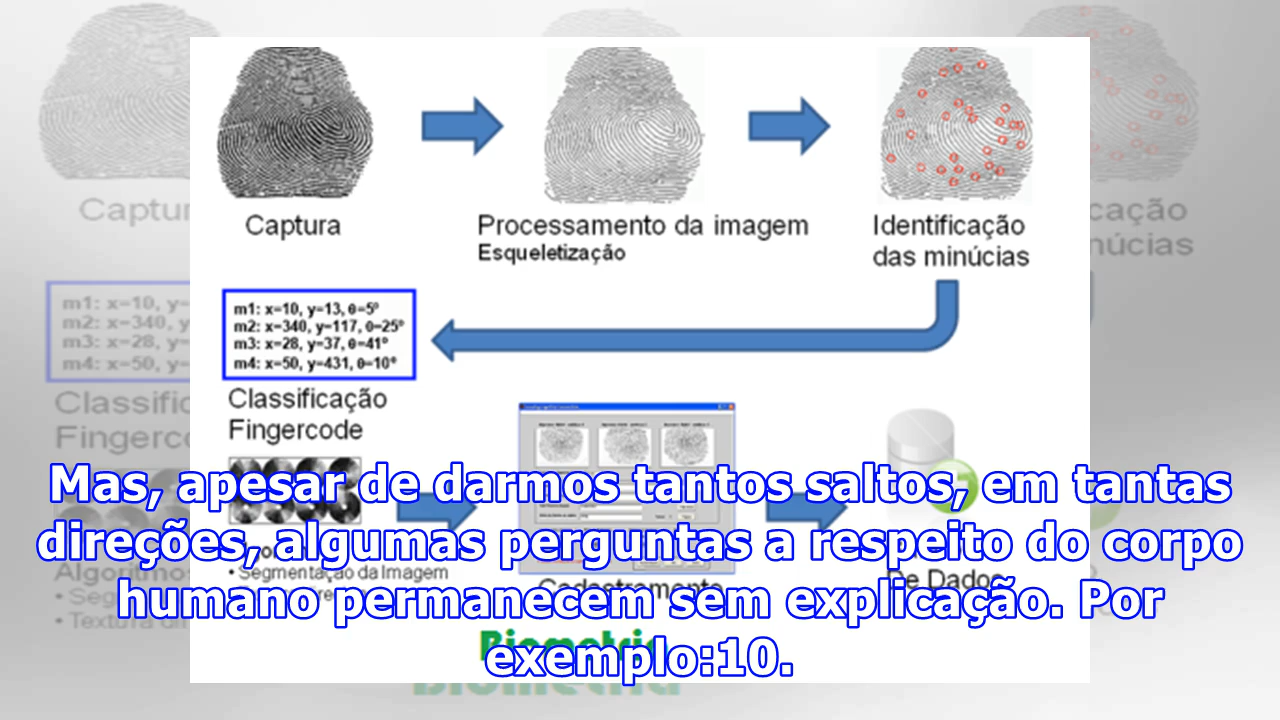 Captura
Processamento da imagem
Esqueletização
Identificação
das minúcias
m1: x=10, y=13, θ=5º
m2: x=340, y=117, θ=25º
m3: x=28, y=37, θ=41º
m4: x=50, y=431, θ=10º
Classificação
Fingercode
• Segmentação da Imagem
Cadastramento
De Dados
Biometria
Mas, apesar de darmos tantos saltos, em tantas
direções, algumas perguntas a respeito do corpo
humano permanecem sem explicação. Por
exemplo:10.